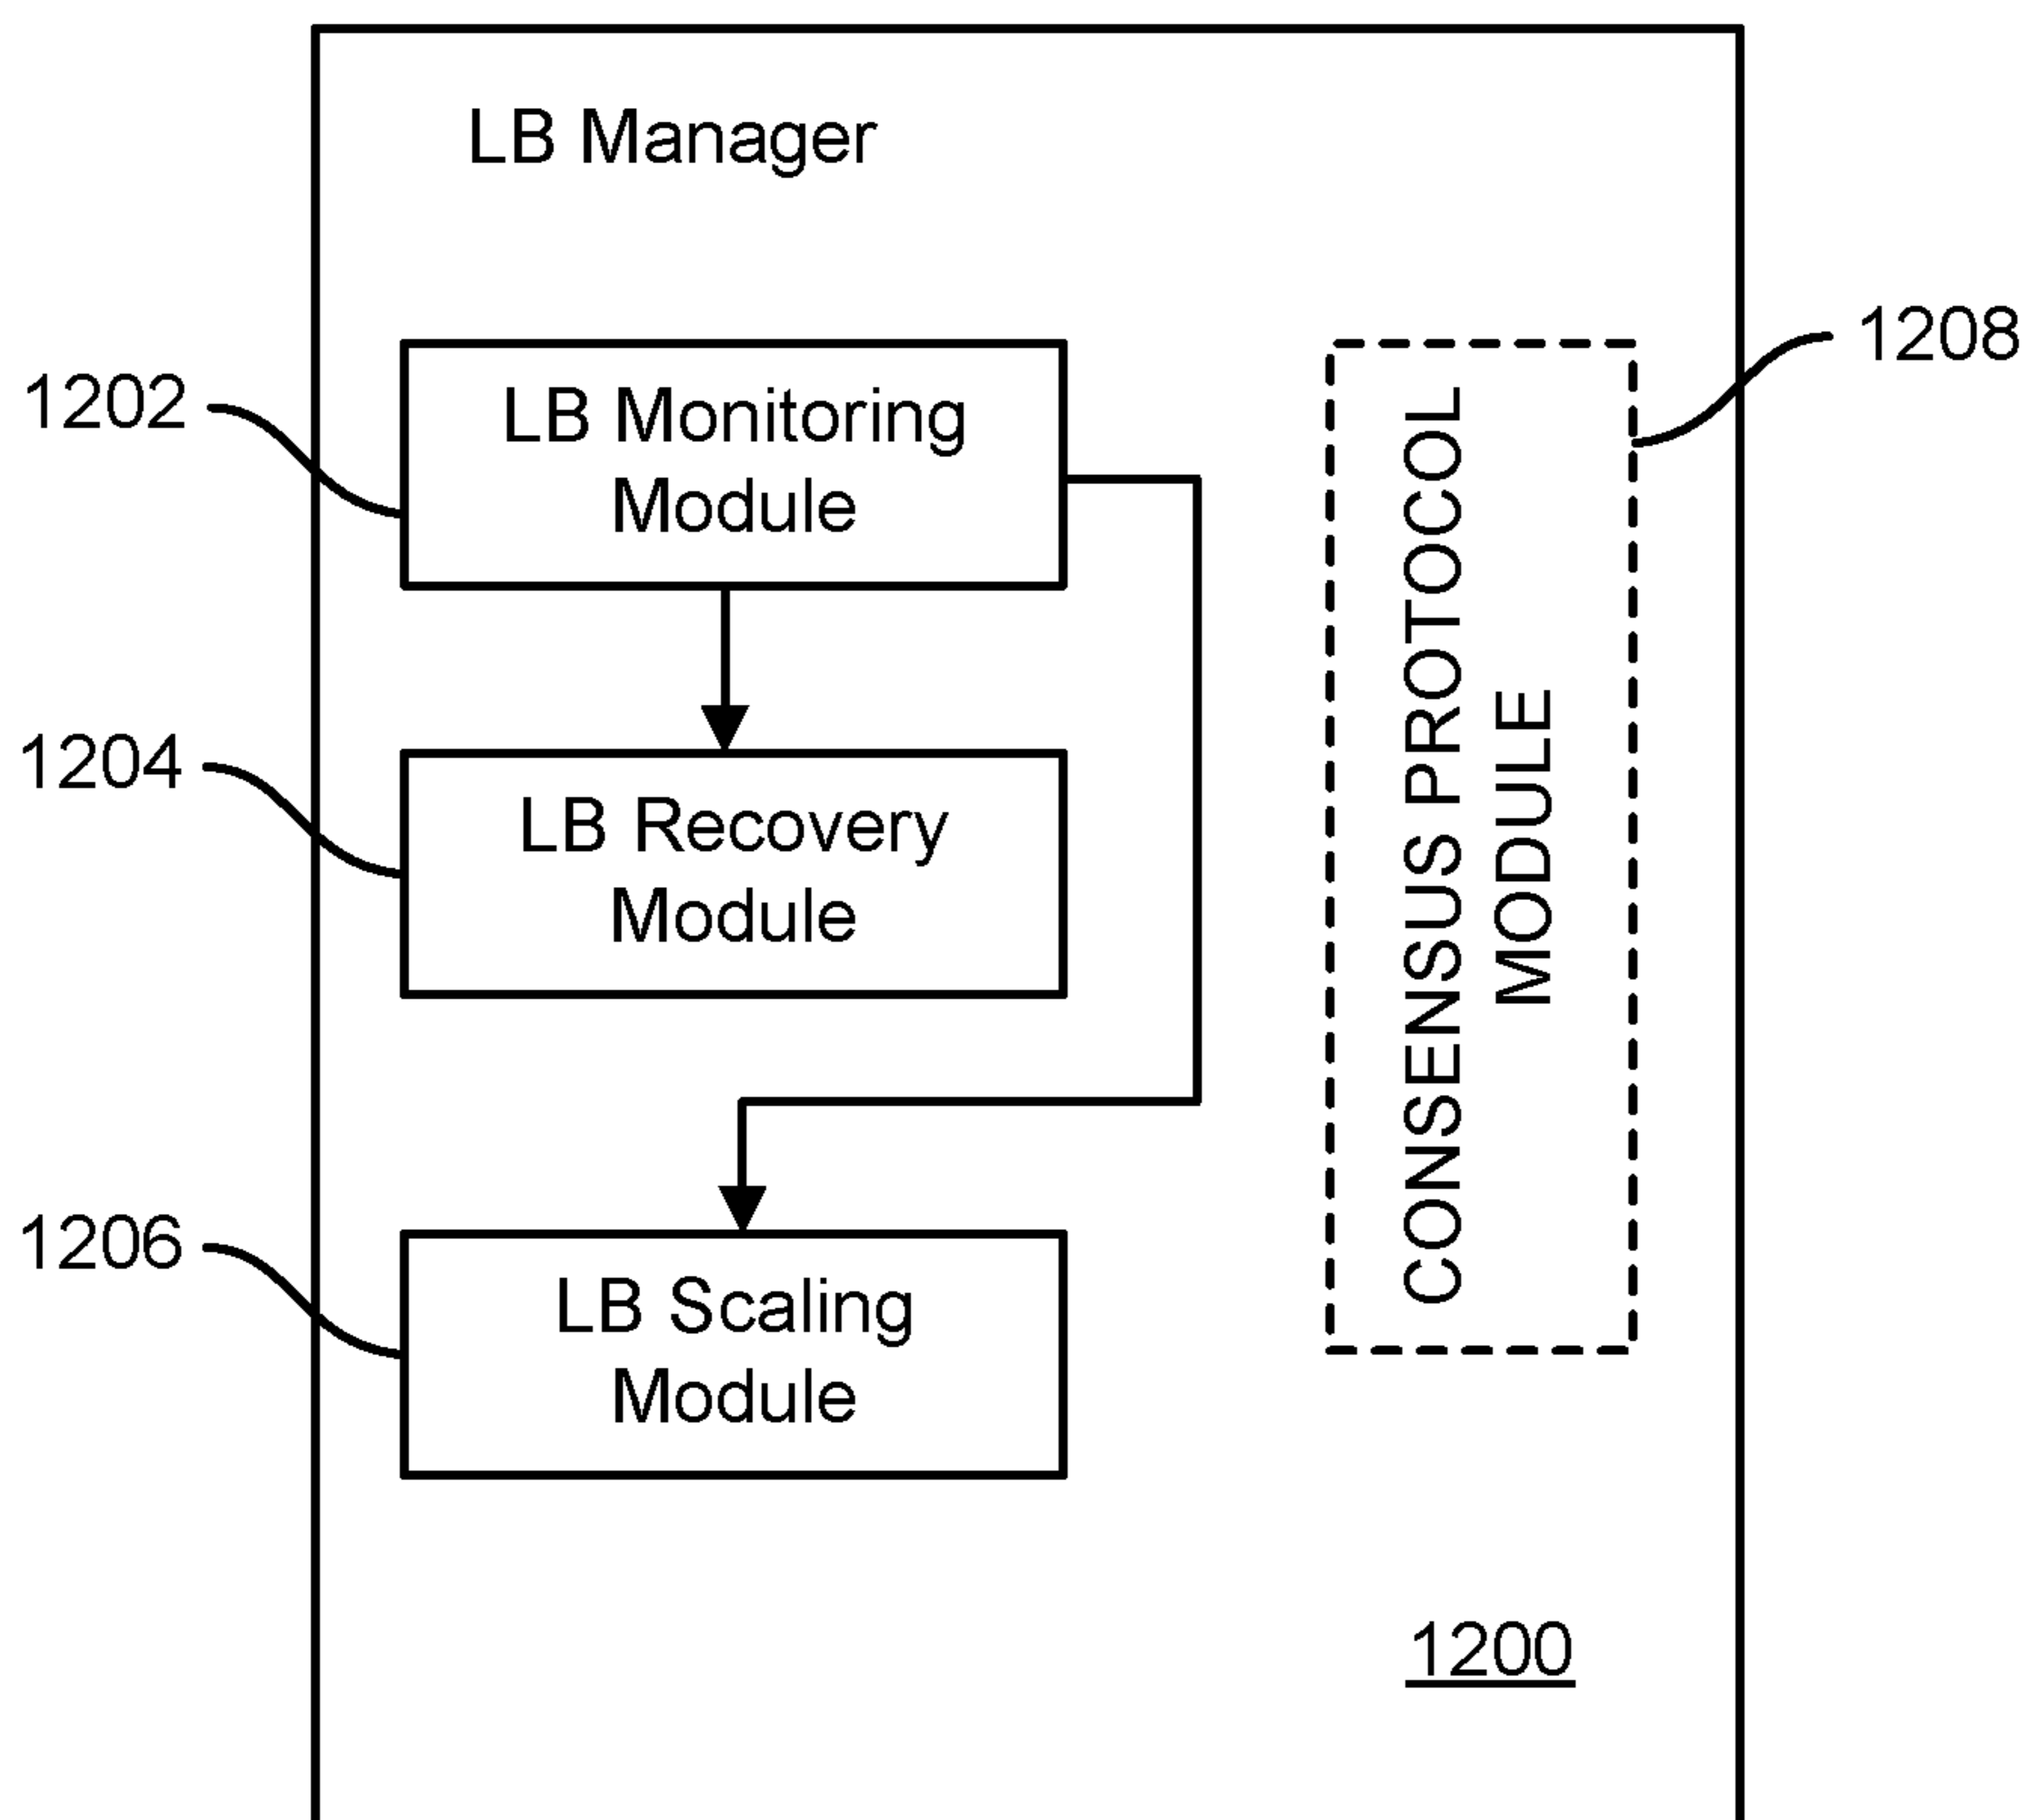 LB Manager
1202
LB Monitoring
Module
1204
LB Recovery
Module
1206
LB Scaling
Module
CONSENSUS PROTOCOL
MODULE
1208
1200